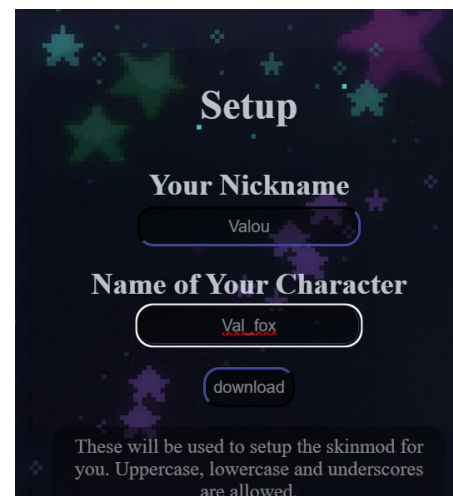 Setup
Your Nickname
Valou
Name of Your Character
Val_fox
download
These will be used to setup the skinmod for
you. Uppercase, lowercase and underscores
are allowed.